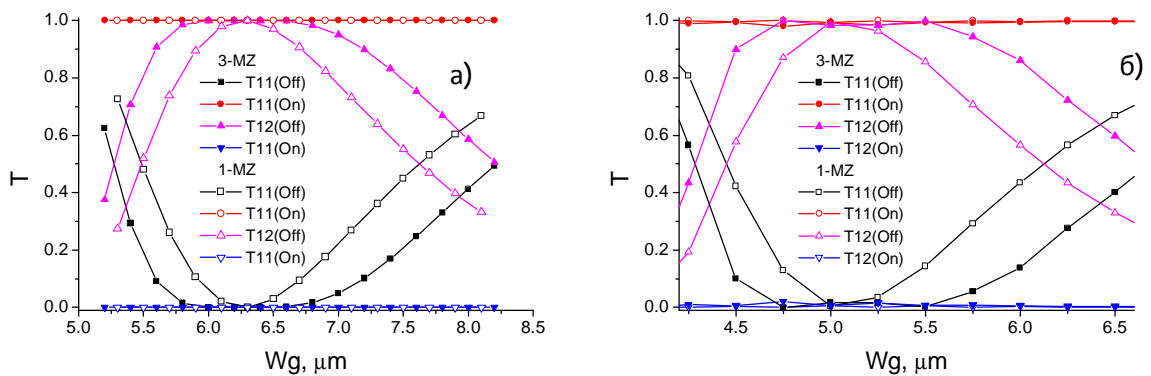 1.0
0.8
0.6
0.4
0.2
0.0
T
5.0 5.5 6.0 6.5 7.0 7.5 8.0 8.5
Wg, μm
а)
3-MZ
T11(Off)
T11(On)
T12(Off)
T11(On)
1-MZ
T11(Off)
T11(On)
T12(Off)
T11(On)
1.0
0.8
0.6
0.4
0.2
0.0
T
4.5 5.0 5.5 6.0 6.5
Wg, μm
б)
3-MZ
T11(Off)
T11(On)
T12(Off)
T12(On)
1-MZ
T11(Off)
T11(On)
T12(Off)
T12(On)